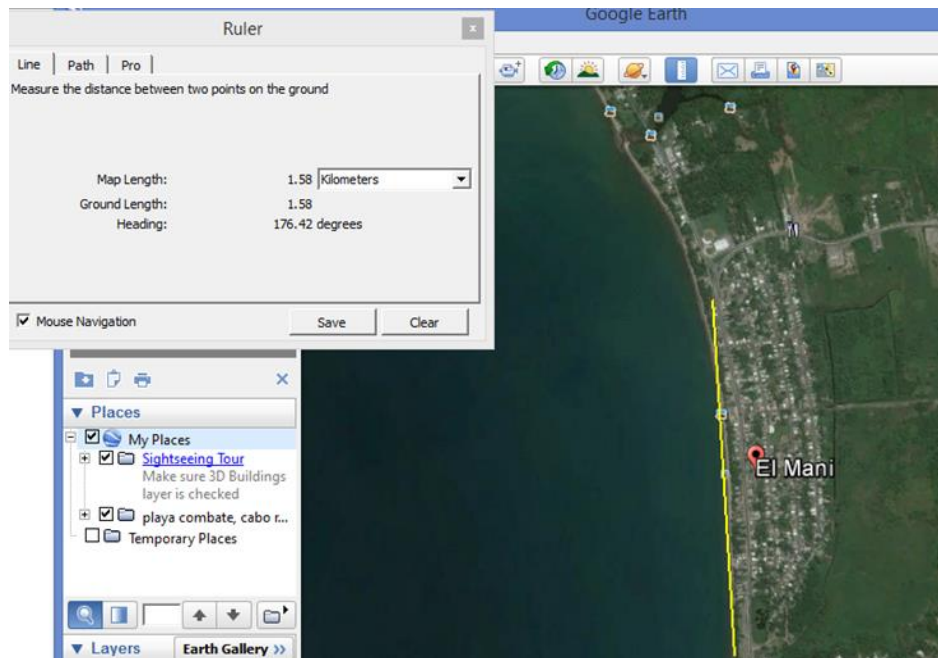 Google Earth
Ruler
Line Path Pro
Measure the distance between two points on the ground
Map Length: 1.58 Kilometers
Ground Length: 1.58
Heading: 176.42 degrees
Mouse Navigation Save Clear
Places
My Places
Sightseeing Tour
Make sure 3D Buildings
layer is checked
playa combate, cabo r...
Temporary Places
Layers Earth Gallery >>
El Mani